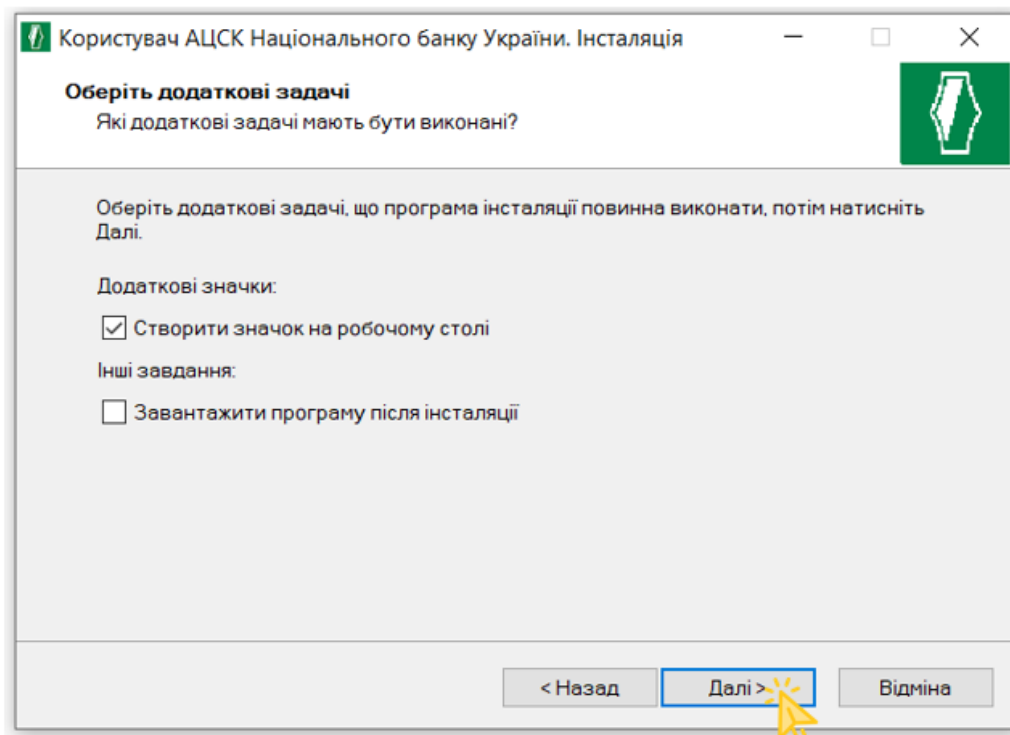 Користувач АЦСК Національного банку України. Інсталяція
Оберіть додаткові задачі
Які додаткові задачі мають бути виконані?
Оберіть додаткові задачі, що програма інсталяції повинна виконати, потім натисніть
Далі.
Додаткові значки:
Створити значок на робочому столі
Інші завдання:
Завантажити програму після інсталяції
< Назад
Далі >
Відміна